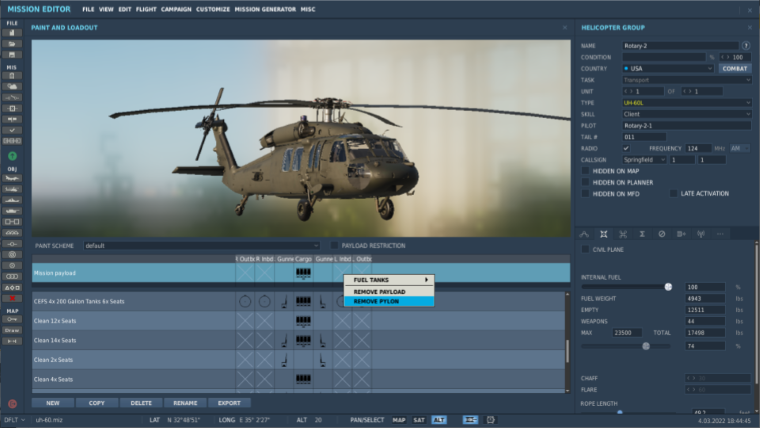 MISSION EDITOR FILE VIEW EDIT FLIGHT CAMPAIGN CUSTOMIZE MISSION GENERATOR MISC
FILE
MIS
OBJ
MAP
PAINT AND LOADOUT
PAINT SCHEME default PAYLOAD RESTRICTION
Outb R Inbd Gunne Cargo Gunne L Inbd Outb
Mission payload
CEFS 4x 200 Gallon Tanks 6x Seats
Clean 12x Seats
Clean 14x Seats
Clean 2x Seats
Clean 4x Seats
FUEL TANKS
REMOVE PAYLOAD
REMOVE PYLON
NEW COPY DELETE RENAME EXPORT
HELICOPTER GROUP
NAME Rotary-2 ?
CONDITION % < > 100
COUNTRY USA COMBAT
TASK Transport
UNIT < > 1 OF < > 1
TYPE UH-60L
SKILL Client
PILOT Rotary-2-1
TAIL # 011
RADIO FREQUENCY 124 MHz AM
CALLSIGN Springfield 1 1
HIDDEN ON MAP
HIDDEN ON PLANNER
HIDDEN ON MFD LATE ACTIVATION
CIVIL PLANE
INTERNAL FUEL
100 %
FUEL WEIGHT 4943 lbs
EMPTY 12511 lbs
WEAPONS 44 lbs
MAX 23500 TOTAL 17498 lbs
74 %
CHAFF
FLARE
ROPE LENGTH
49.2
DFLT uh-60.miz LAT N 32°48'51" LONG E 35° 2'27" ALT 20 PAN/SELECT MAP SAT ALT 4.03.2022 18:44:45